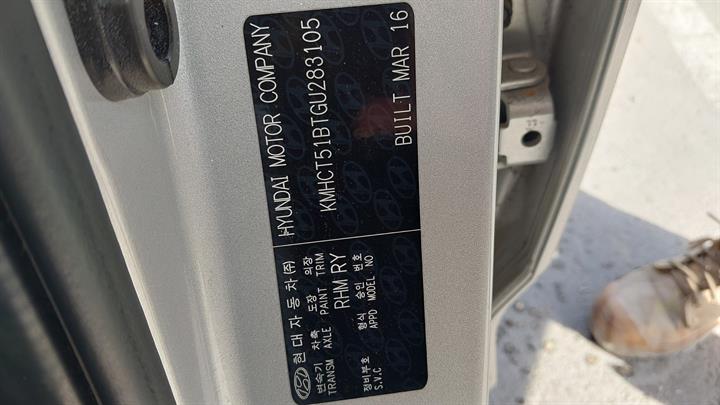 HYUNDAI MOTOR COMPANY
KMHCT51BTGU283105
BUILT MAR 16
현대자동차(주)
변속기 차축 도장 의장
TRANSM AXLE PAINT TRIM
RHM RY
정비부호 형식 승인 번호
S.V.C APPD MODEL NO